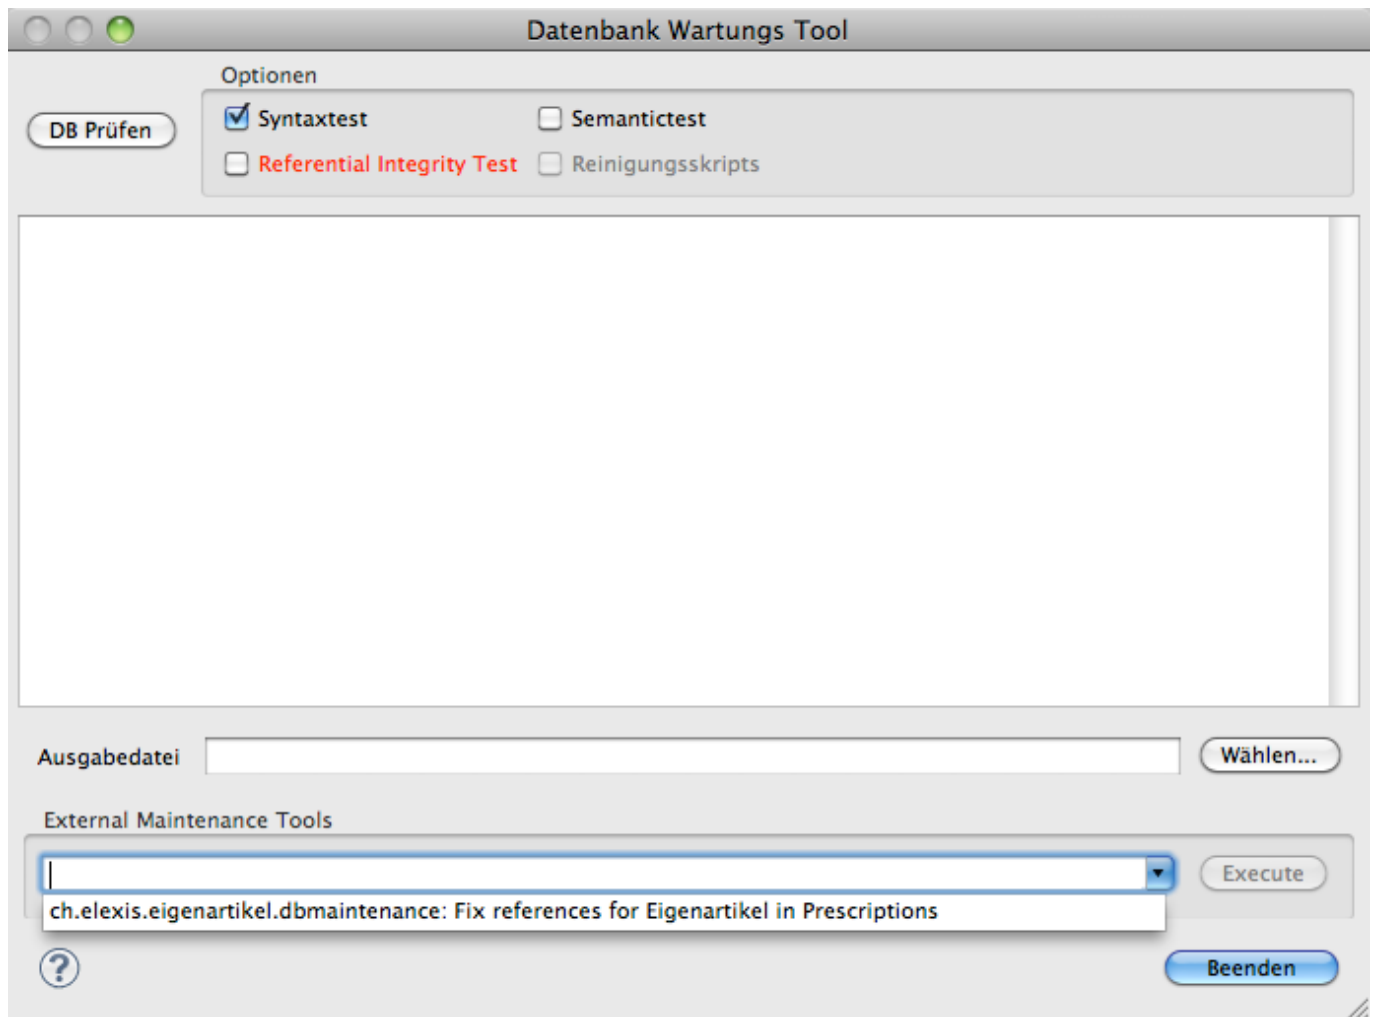 Datenbank Wartungs Tool
Optionen
DB Prüfen
Syntaxtest
Semantictest
Referential Integrity Test
Reinigungsskripts
Ausgabedatei
Wählen...
External Maintenance Tools
Execute
ch.elexis.eigenartikel.dbmaintenance: Fix references for Eigenartikel in Prescriptions
?
Beenden